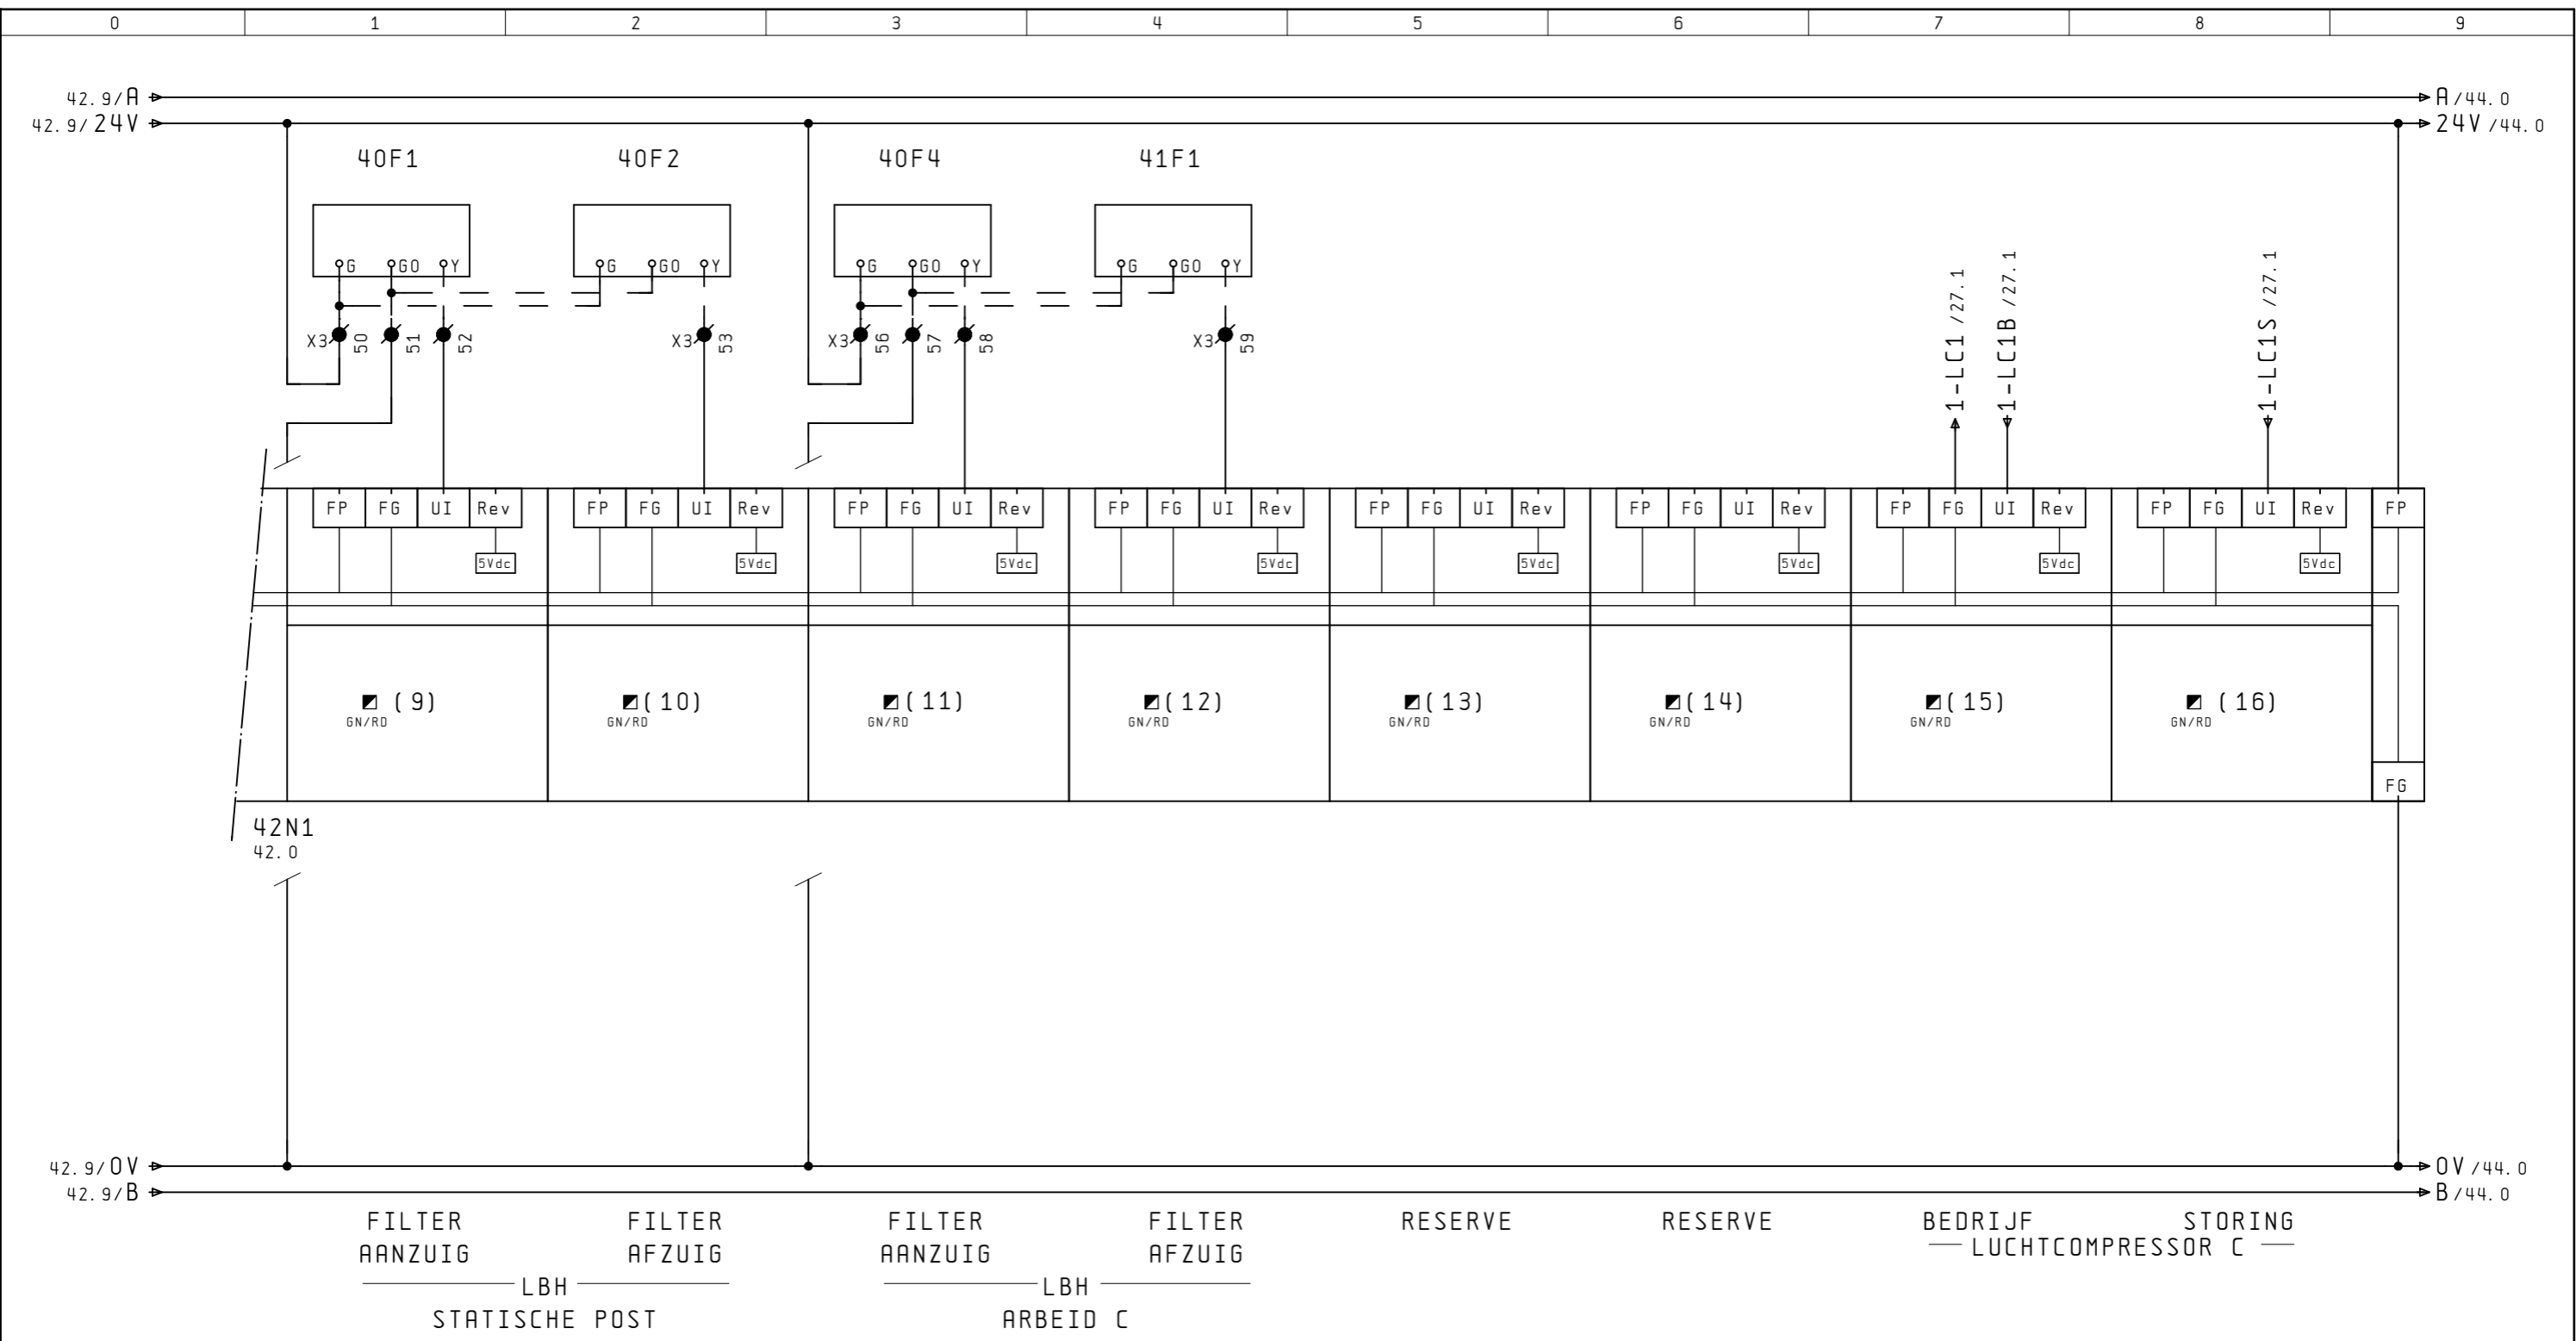 0 1 2 3 4 5 6 7 8 9
42.9/A A/44.0
42.9/24V 24V/44.0
40F1 40F2 40F4 41F1
G G0 Y G G0 Y G G0 Y G G0 Y
X3 50 51 52 X3 53 X3 56 57 58 X3 59
1-LC1 /27.1
1-LC1B /27.1
1-LC1S /27.1
FP FG UI Rev FP FG UI Rev FP FG UI Rev FP FG UI Rev FP FG UI Rev FP FG UI Rev FP FG UI Rev FP FG UI Rev FP
5Vdc 5Vdc 5Vdc 5Vdc 5Vdc 5Vdc 5Vdc 5Vdc
(9) (10) (11) (12) (13) (14) (15) (16)
GN/RD GN/RD GN/RD GN/RD GN/RD GN/RD GN/RD GN/RD
FG
42N1
42.0
42.9/0V 0V/44.0
42.9/B B/44.0
FILTER FILTER FILTER FILTER RESERVE RESERVE BEDRIJF STORING
AANZUIG AFZUIG AANZUIG AFZUIG LUCHTCOMPRESSOR C
LBH LBH
STATISCHE POST ARBEID C